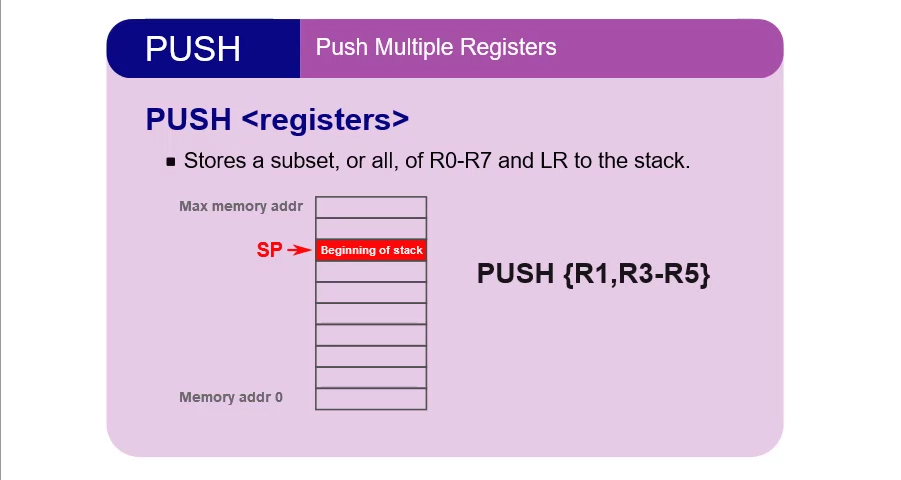 PUSH
Push Multiple Registers
PUSH <registers>
▪ Stores a subset, or all, of R0-R7 and LR to the stack.
Max memory addr
SP
Beginning of stack
PUSH {R1,R3-R5}
Memory addr 0